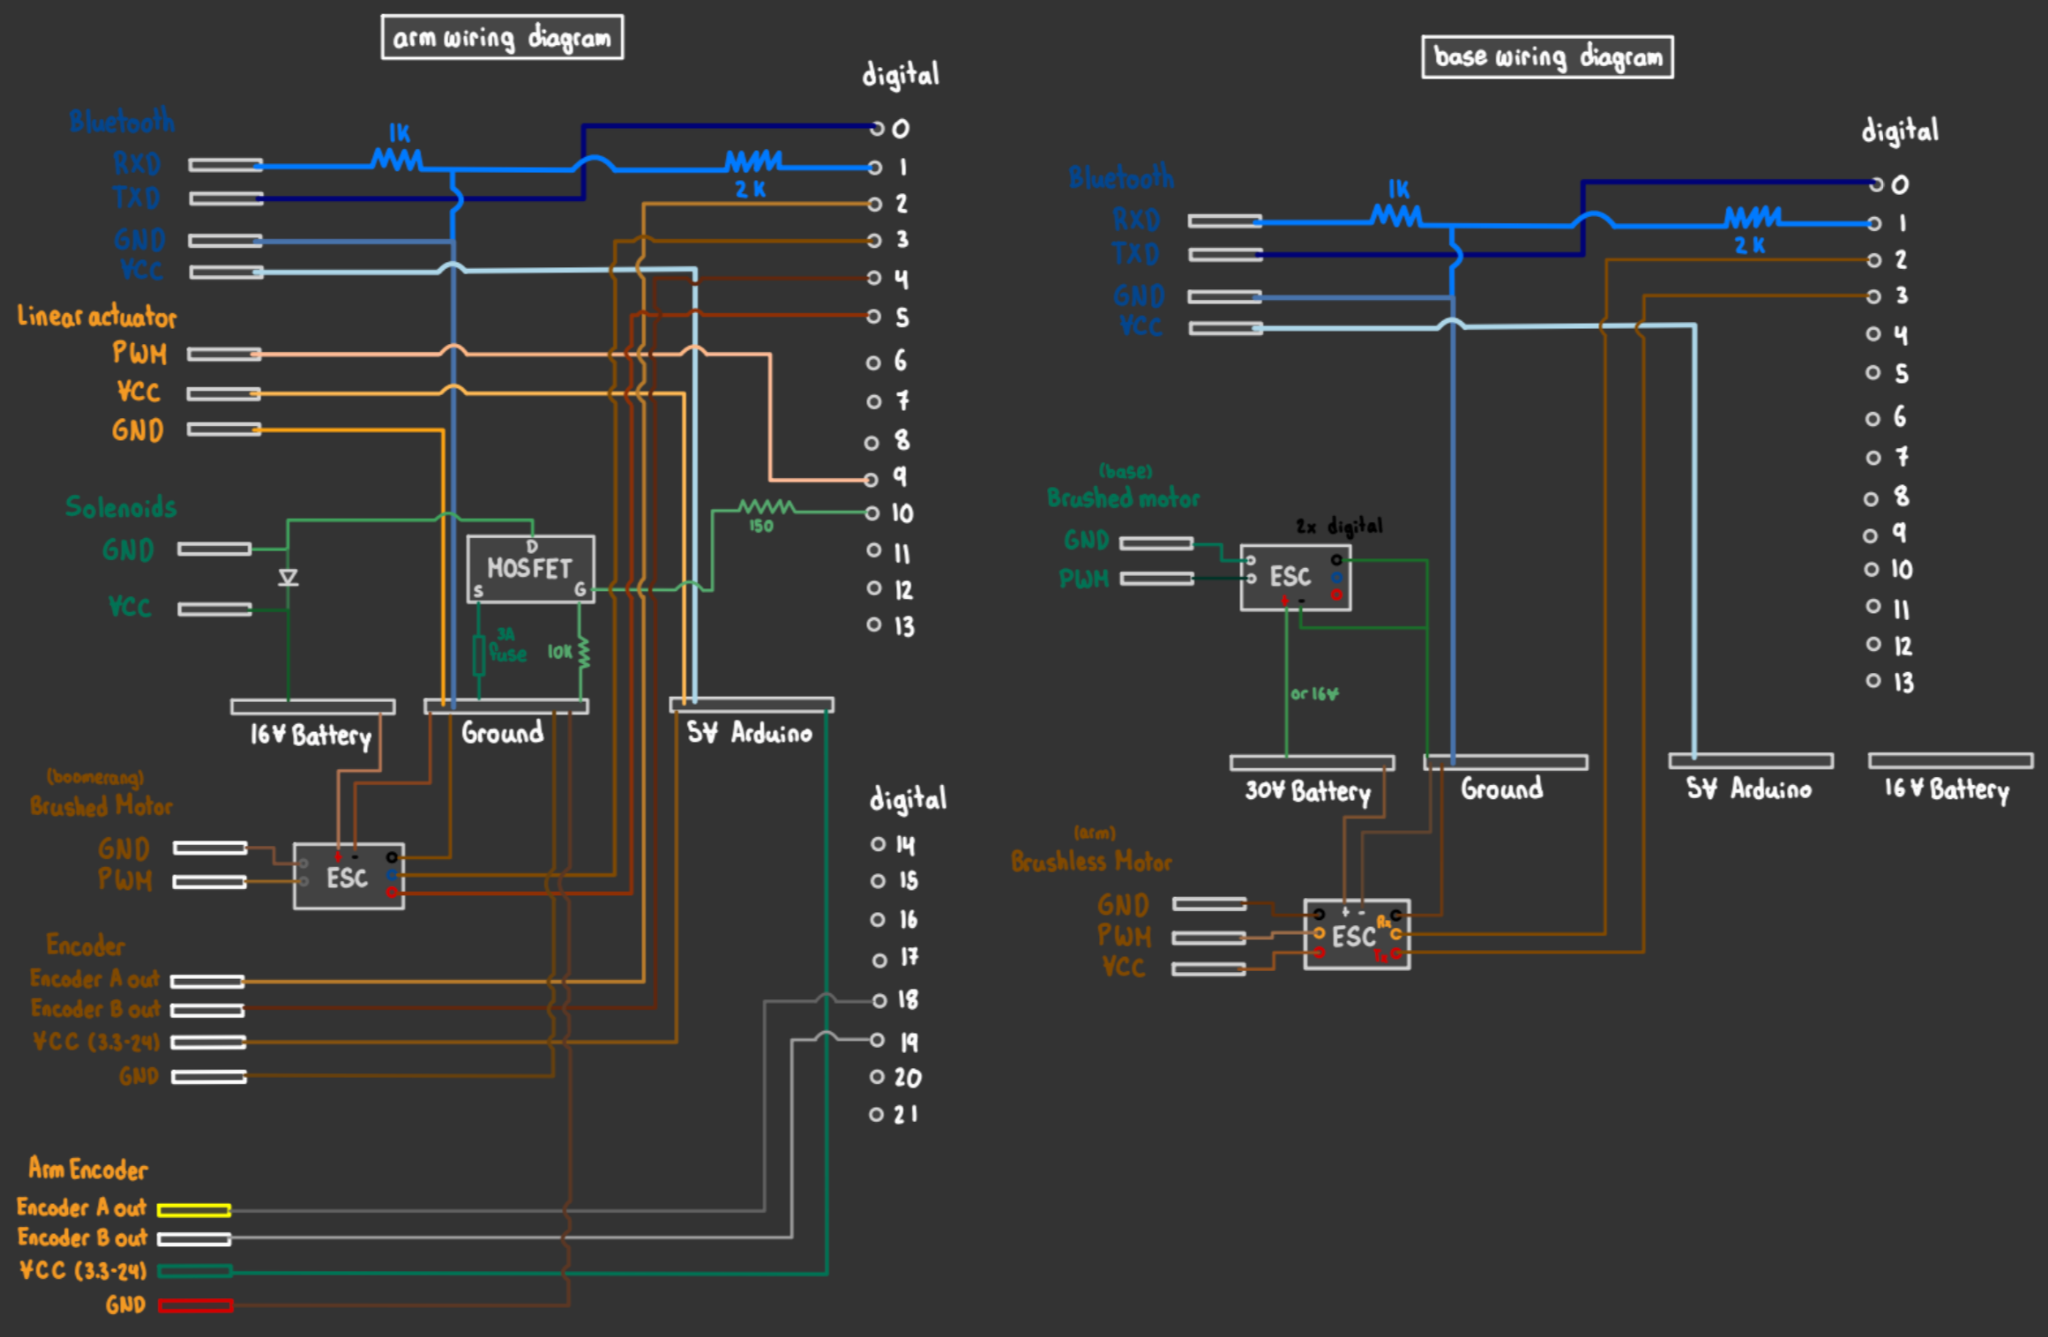 arm wiring diagram
digital
Bluetooth
RXD
TXD
GND
VCC
1K
2K
0
1
2
3
4
5
6
7
8
9
10
11
12
13
Linear actuator
PWM
VCC
GND
Solenoids
GND
VCC
D
MOSFET
S
G
3A
fuse
10K
150
16V Battery
Ground
5V Arduino
(boomerang)
Brushed Motor
GND
PWM
+ -
ESC
Encoder
Encoder A out
Encoder B out
VCC (3.3-24)
GND
digital
14
15
16
17
18
19
20
21
Arm Encoder
Encoder A out
Encoder B out
VCC (3.3-24)
GND
base wiring diagram
digital
Bluetooth
RXD
TXD
GND
VCC
1K
2K
0
1
2
3
4
5
6
7
8
9
10
11
12
13
(base)
Brushed motor
GND
PWM
2x digital
ESC
+ -
or 16V
30V Battery
Ground
5V Arduino
16V Battery
(arm)
Brushless Motor
GND
PWM
VCC
+ -
Rx
ESC
Tx